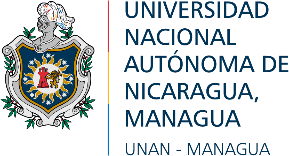 UNIVERSIDAD
NACIONAL
AUTÓNOMA DE
NICARAGUA,
MANAGUA
UNAN - MANAGUA